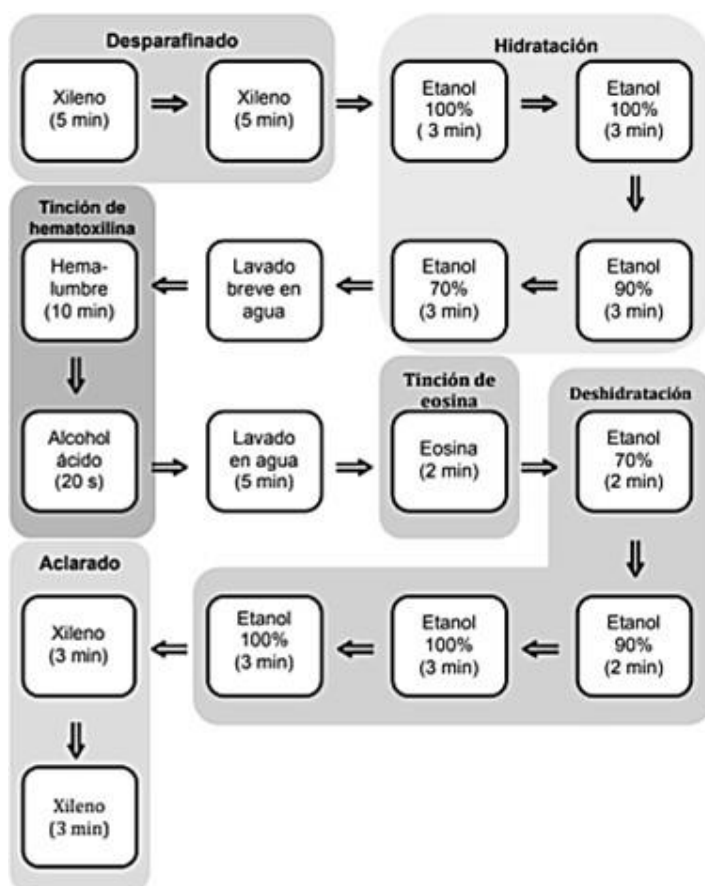 Desparafinado
Xileno
(5 min)
Xileno
(5 min)
Hidratación
Etanol
100%
( 3 min)
Etanol
100%
(3 min)
Etanol
90%
(3 min)
Etanol
70%
(3 min)
Lavado
breve en
agua
Tinción de
hematoxilina
Hema-
lumbre
(10 min)
Alcohol
ácido
(20 s)
Lavado
en agua
(5 min)
Tinción de
eosina
Eosina
(2 min)
Deshidratación
Etanol
70%
(2 min)
Etanol
90%
(2 min)
Etanol
100%
(3 min)
Etanol
100%
(3 min)
Aclarado
Xileno
(3 min)
Xileno
(3 min)